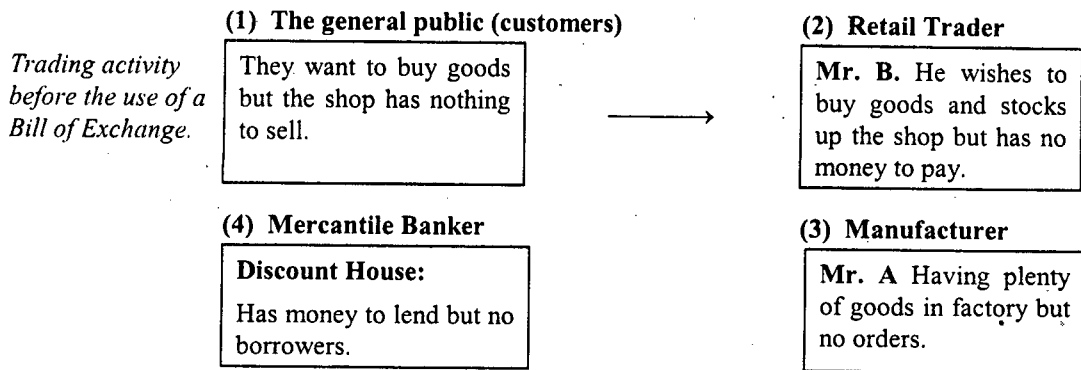 (1) The general public (customers)
(2) Retail Trader
Trading activity
before the use of a
Bill of Exchange.
They want to buy goods
but the shop has nothing
to sell.
Mr. B. He wishes to
buy goods and stocks
up the shop but has no
money to pay.
(4) Mercantile Banker
(3) Manufacturer
Discount House:
Has money to lend but no
borrowers.
Mr. A Having plenty
of goods in factory but
no orders.